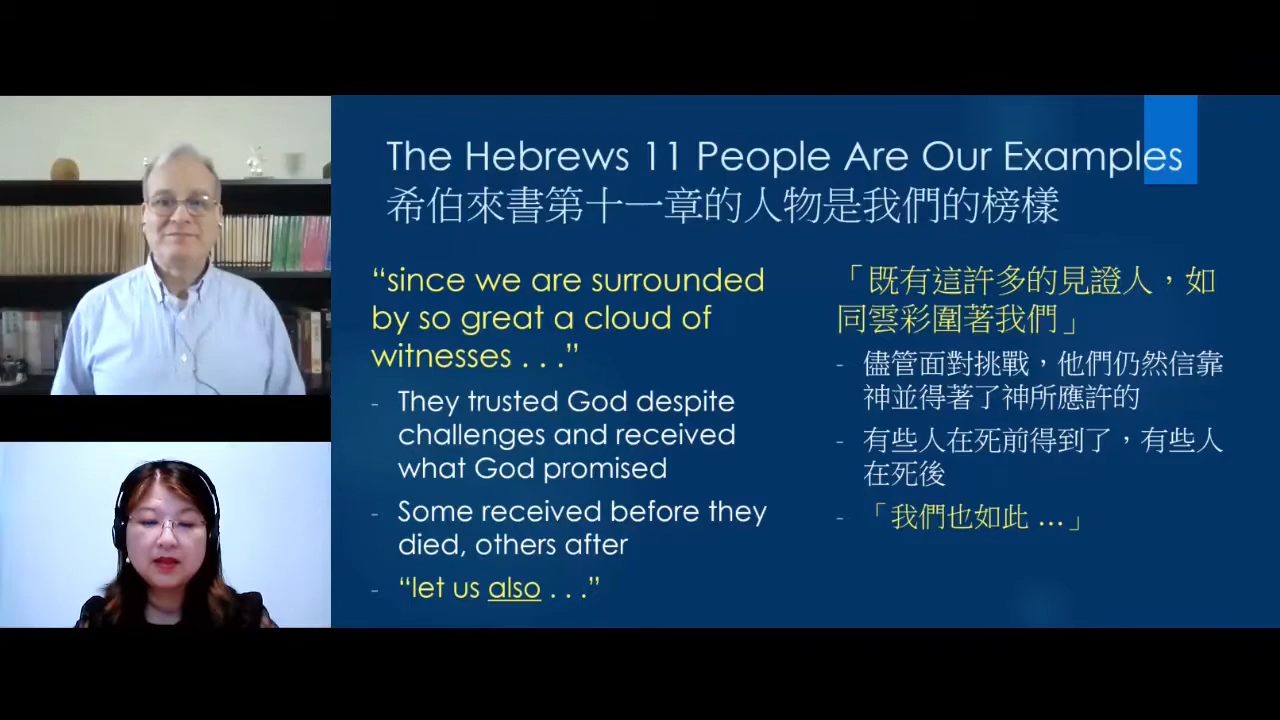 The Hebrews 11 People Are Our Examples
希伯來書第十一章的人物是我們的榜樣
“since we are surrounded
by so great a cloud of
witnesses . . .”
- They trusted God despite
challenges and received
what God promised
- Some received before they
died, others after
- “let us also . . .”
「既有這許多的見證人，如
同雲彩圍著我們」
- 儘管面對挑戰，他們仍然信靠
神並得著了神所應許的
- 有些人在死前得到了，有些人
在死後
- 「我們也如此 …」